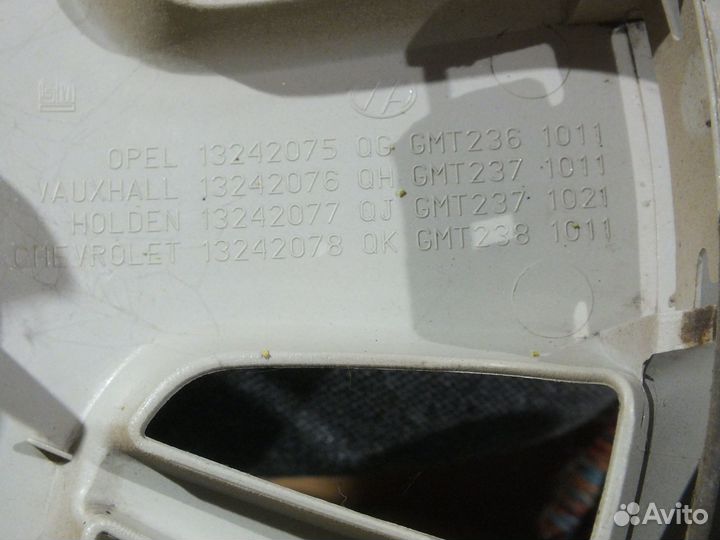 GM
OPEL 13242075 QG GMT236 1011
VAUXHALL 13242076 QH GMT237 1011
HOLDEN 13242077 QJ GMT237 1021
CHEVROLET 13242078 QK GMT238 1011
Avito